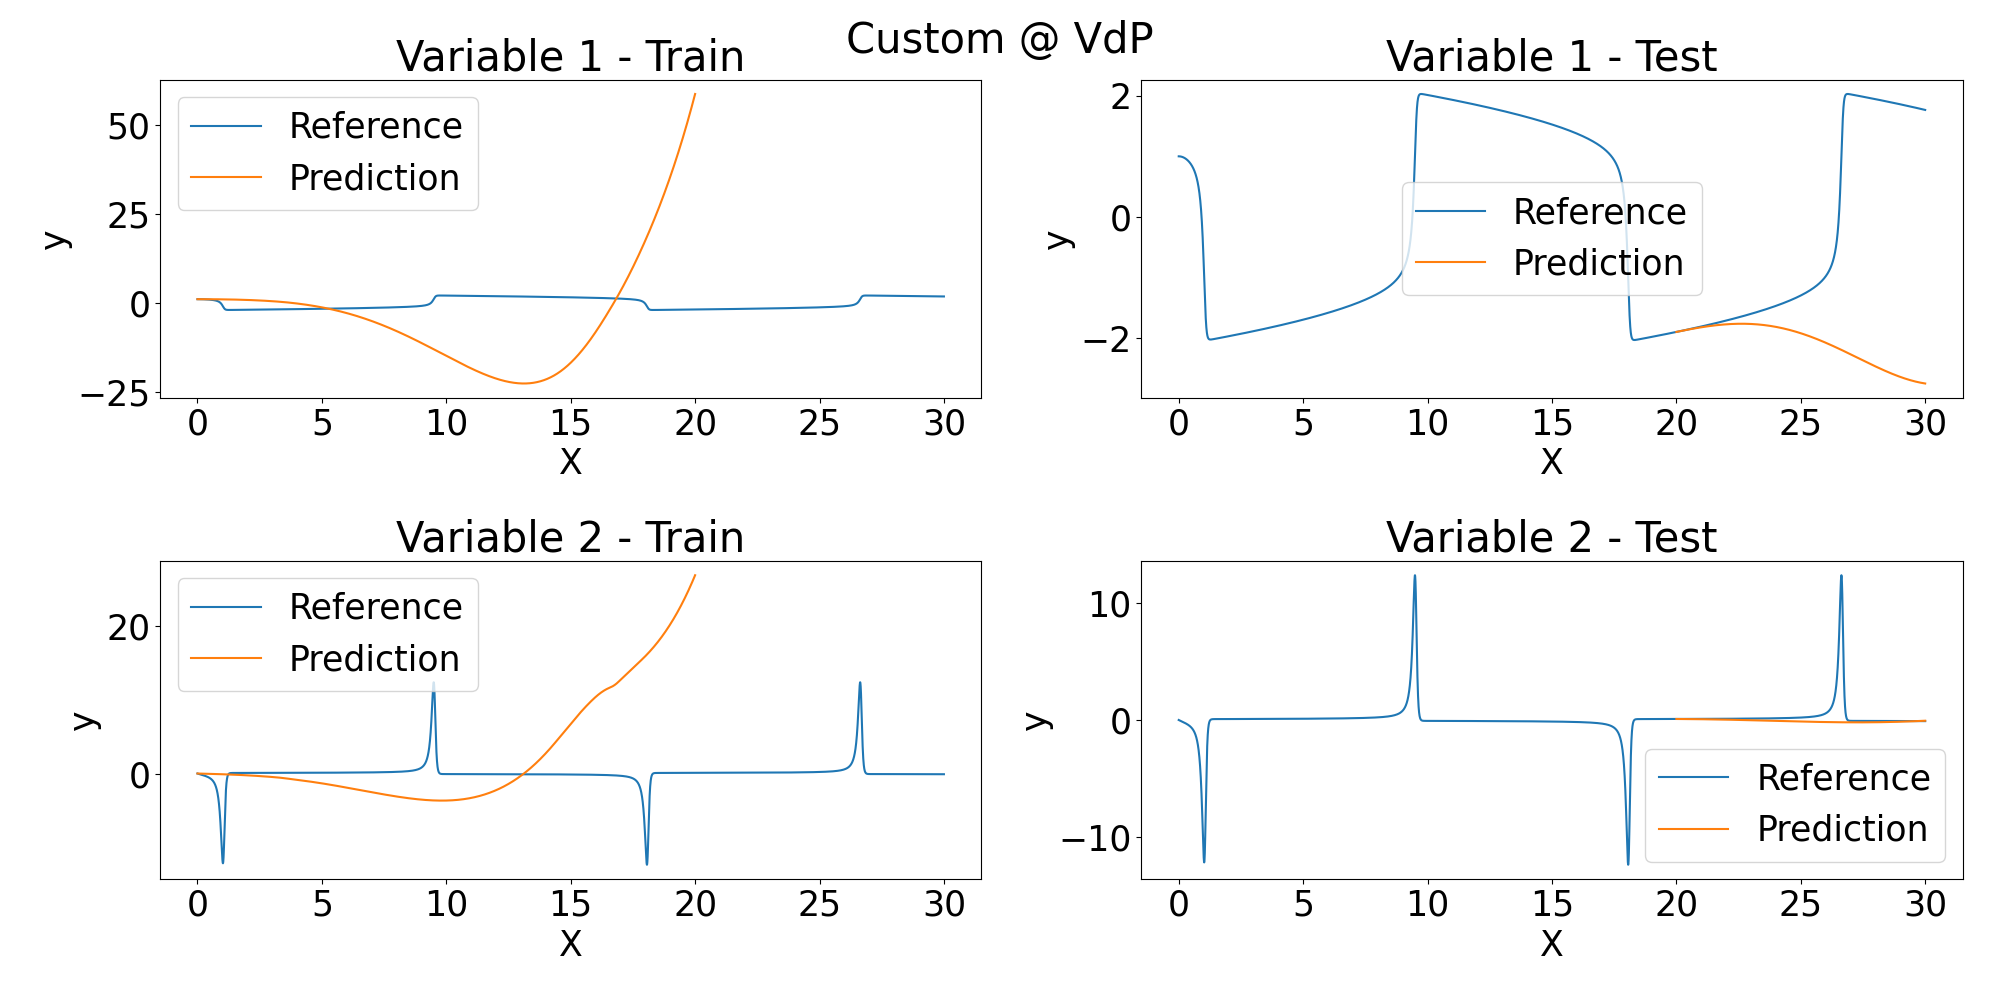 Custom @ VdP
Variable 1 - Train
50
25
0
−25
y
Reference
Prediction
0 5 10 15 20 25 30
X
Variable 1 - Test
2
0
−2
y
Reference
Prediction
0 5 10 15 20 25 30
X
Variable 2 - Train
20
0
y
Reference
Prediction
0 5 10 15 20 25 30
X
Variable 2 - Test
10
0
−10
y
Reference
Prediction
0 5 10 15 20 25 30
X